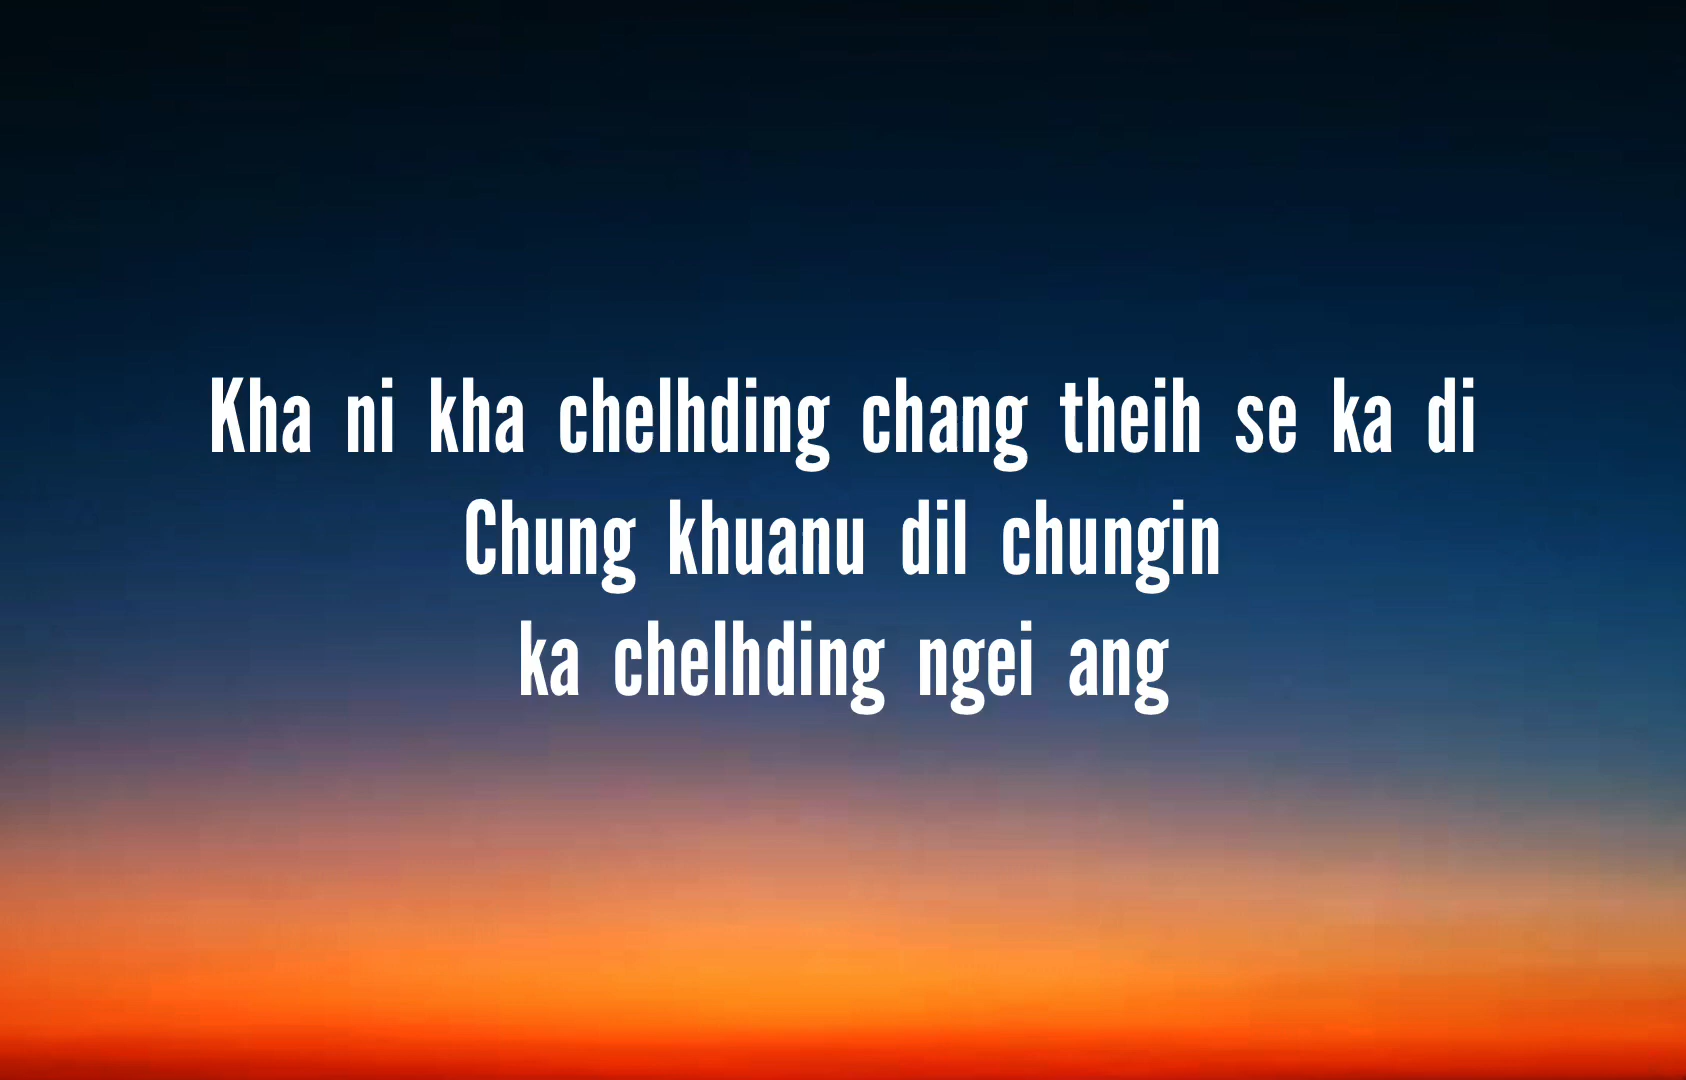 Kha ni kha chelhding chang theih se ka di
Chung khuanu dil chungin
ka chelhding ngei ang